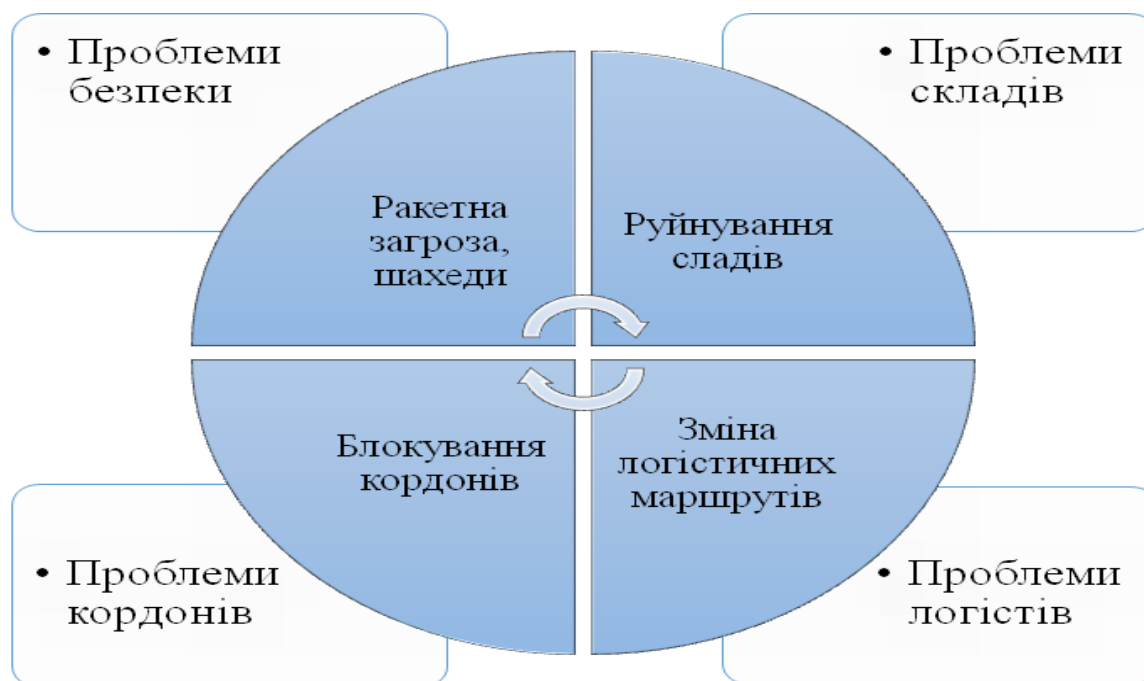 • Проблеми
безпеки
• Проблеми
складів
Ракетна
загроза,
шахеди
Руйнування
сладів
Блокування
кордонів
Зміна
логістичних
маршрутів
• Проблеми
кордонів
• Проблеми
логістів